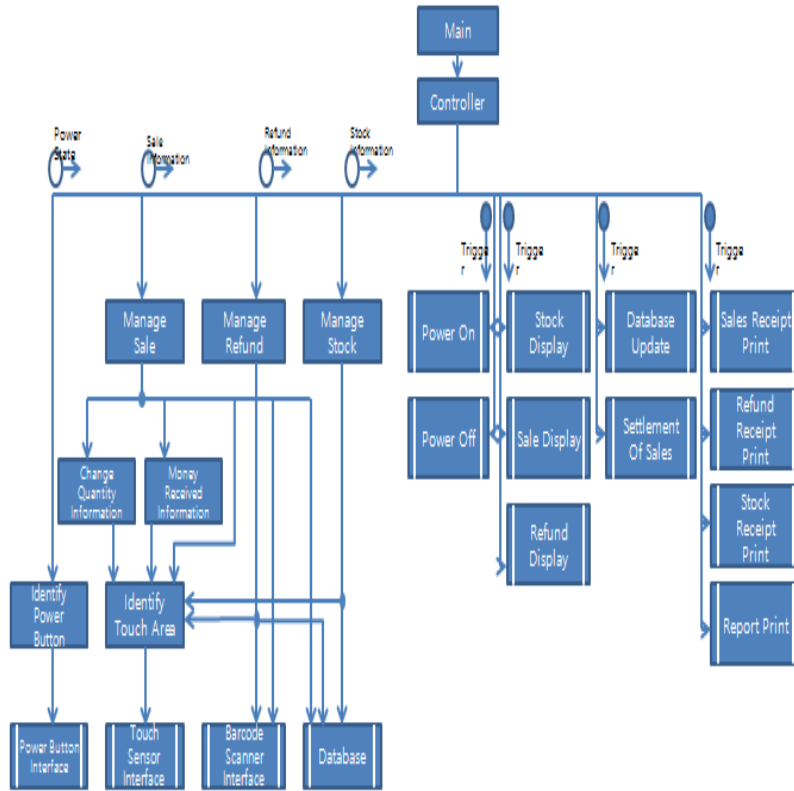 Main
Controller
Power
State
Sale
Information
Refund
Information
Stock
Information
Trigge
r
Trigge
r
Trigge
r
Trigge
r
Manage
Sale
Manage
Refund
Manage
Stock
Power On
Stock
Display
Database
Update
Sales Receipt
Print
Power Off
Sale Display
Settlement
Of Sales
Refund
Receipt
Print
Change
Quantity
Information
Money
Received
Information
Stock
Receipt
Print
Refund
Display
Identify
Power
Button
Identify
Touch Area
Report Print
Power Button
Interface
Touch
Sensor
Interface
Barcode
Scanner
Interface
Database